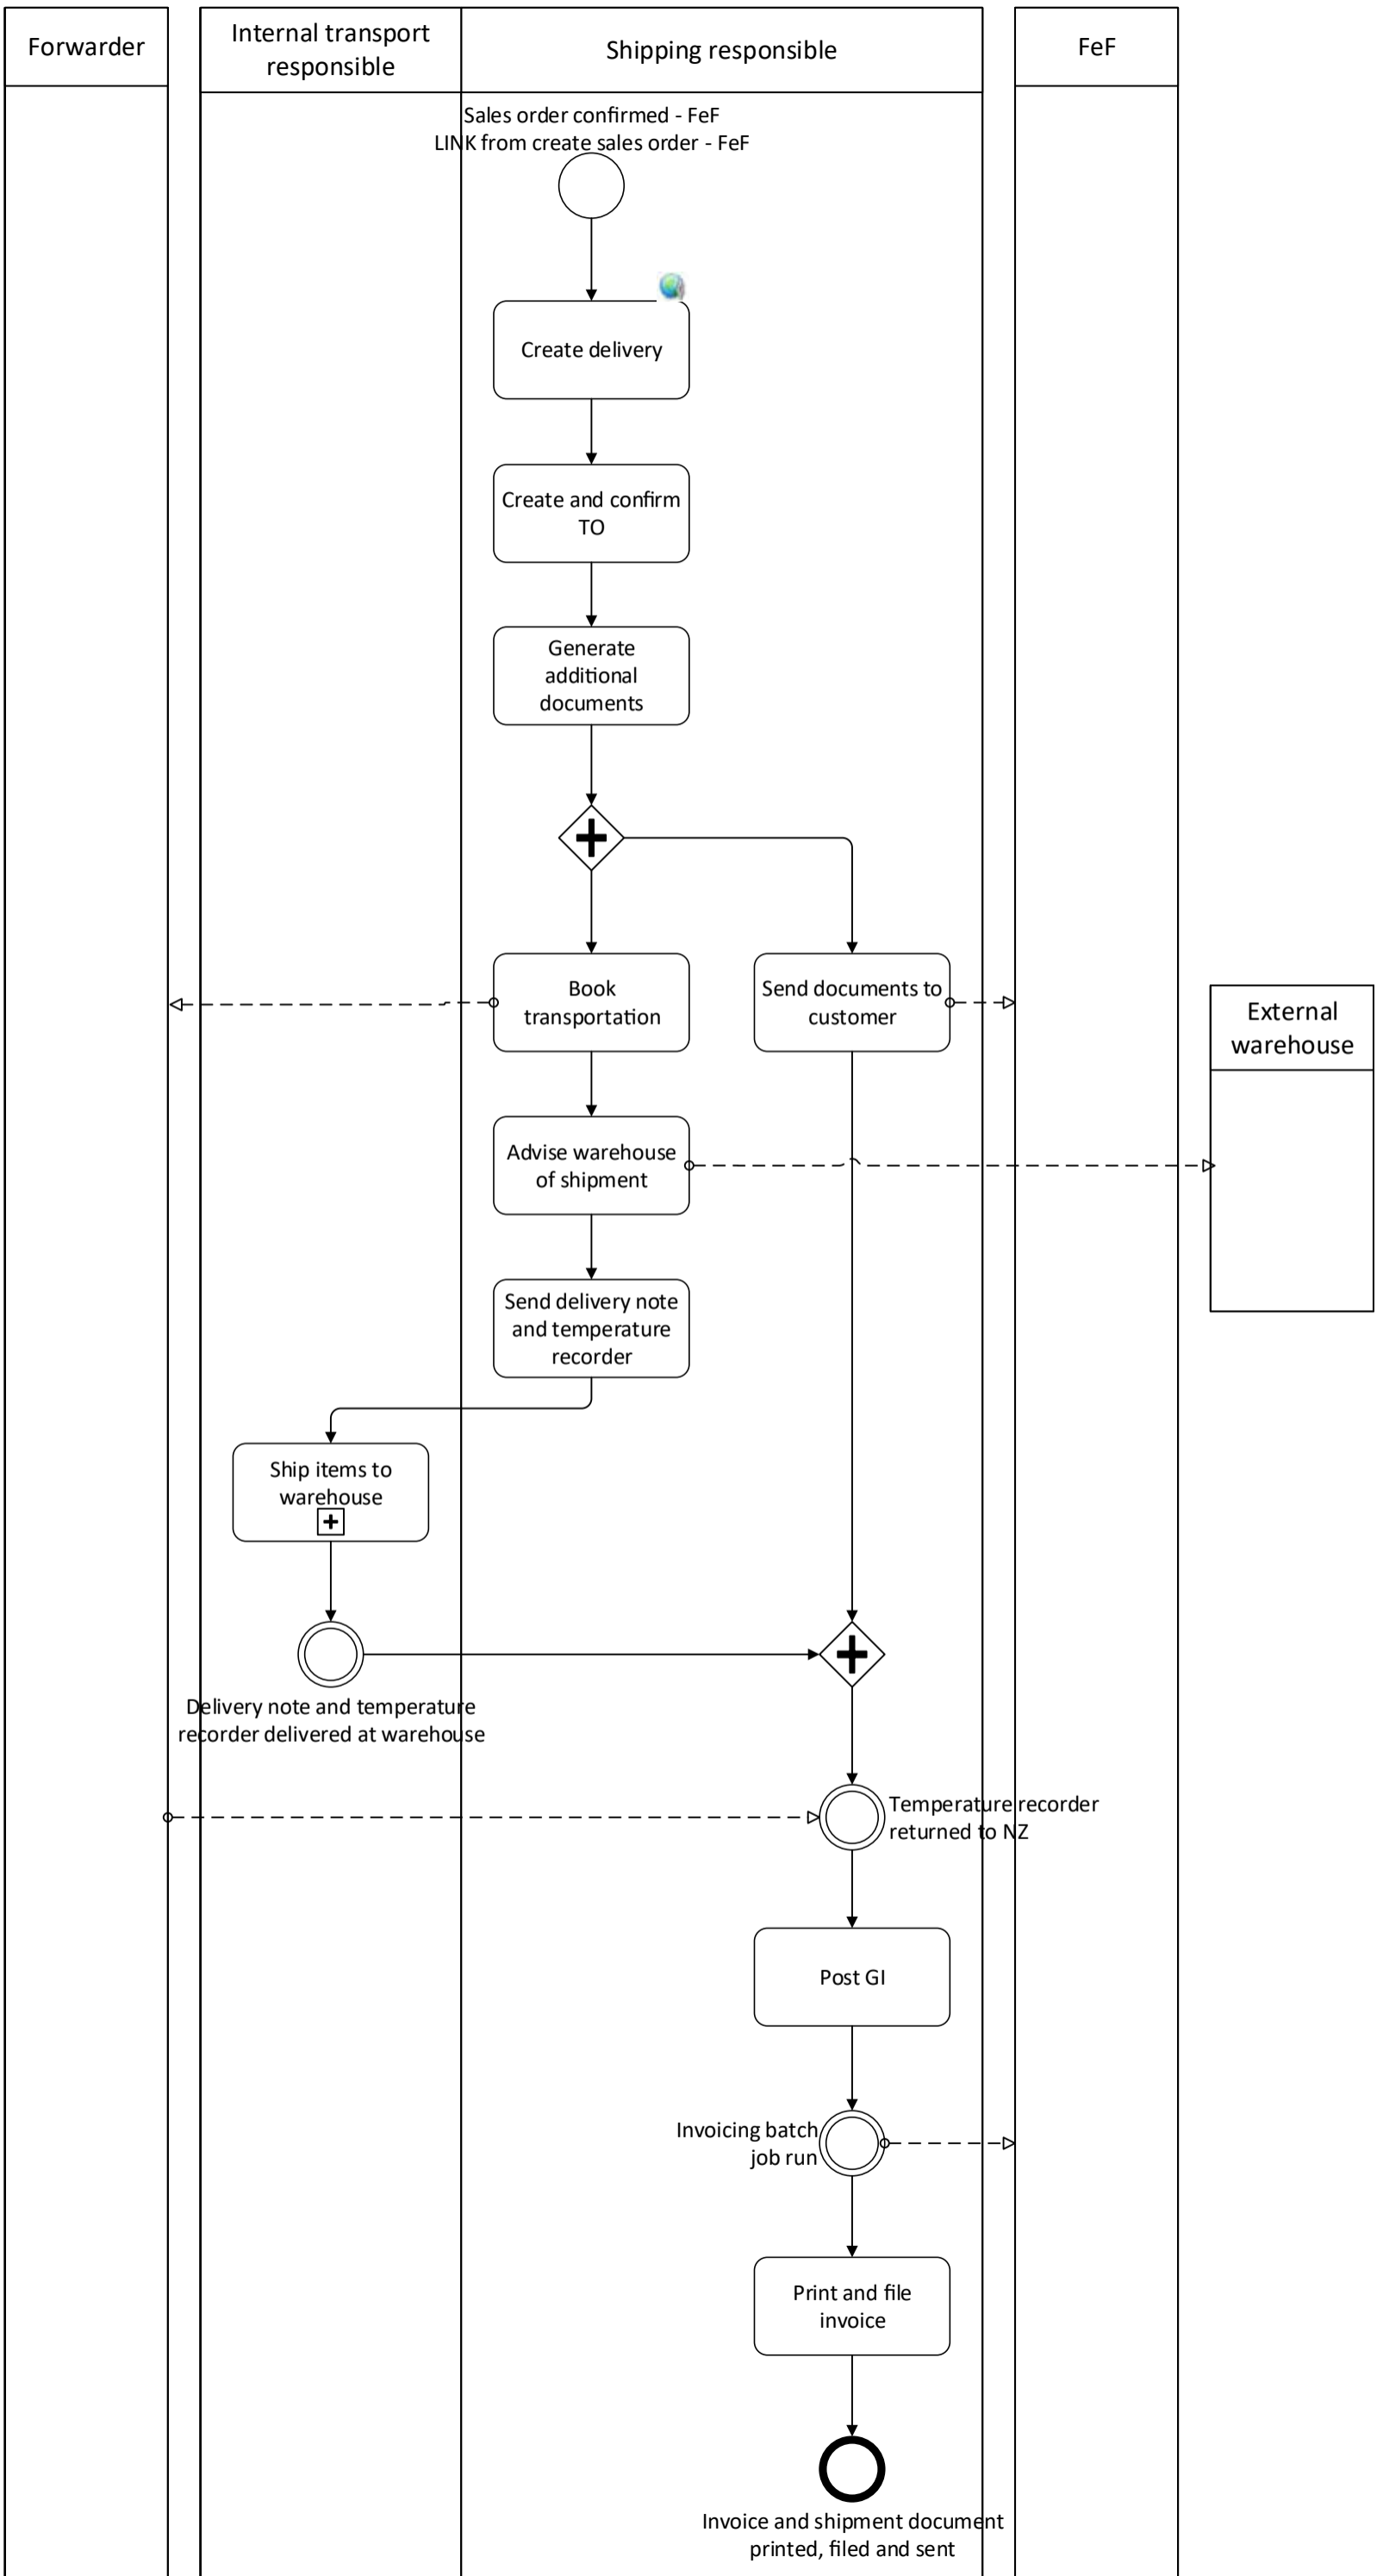 Forwarder
Internal transport
responsible
Shipping responsible
FeF
Sales order confirmed - FeF
LINK from create sales order - FeF
Create delivery
Create and confirm
TO
Generate
additional
documents
Book
transportation
Send documents to
customer
External
warehouse
Advise warehouse
of shipment
Send delivery note
and temperature
recorder
Ship items to
warehouse
Delivery note and temperature
recorder delivered at warehouse
Temperature recorder
returned to NZ
Post GI
Invoicing batch
job run
Print and file
invoice
Invoice and shipment document
printed, filed and sent